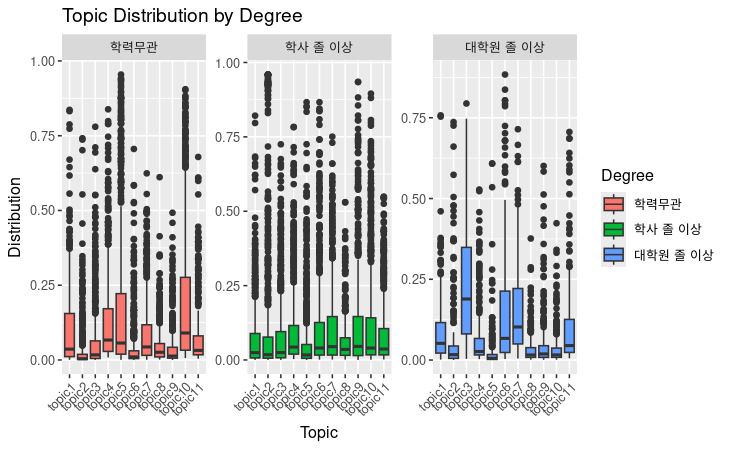 Topic Distribution by Degree
학력무관
학사 졸 이상
대학원 졸 이상
Distribution
1.00
0.75
0.50
0.25
0.00
1.00
0.75
0.50
0.25
0.00
0.75
0.50
0.25
0.00
topic1
topic2
topic3
topic4
topic5
topic6
topic7
topic8
topic9
topic10
topic11
topic1
topic2
topic3
topic4
topic5
topic6
topic7
topic8
topic9
topic10
topic11
topic1
topic2
topic3
topic4
topic5
topic6
topic7
topic8
topic9
topic10
topic11
Topic
Degree
학력무관
학사 졸 이상
대학원 졸 이상